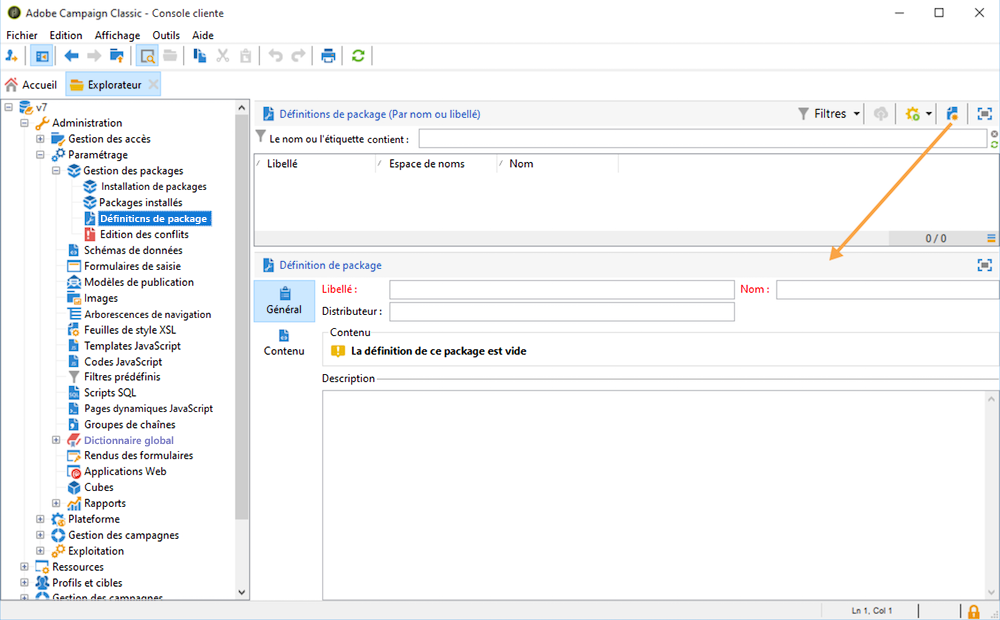 Adobe Campaign Classic - Console cliente
Fichier Edition Affichage Outils Aide
Accueil Explorateur
v7
Administration
Gestion des accès
Paramétrage
Gestion des packages
Installation de packages
Packages installés
Définitions de package
Edition des conflits
Schémas de données
Formulaires de saisie
Modèles de publication
Images
Arborescences de navigation
Feuilles de style XSL
Templates JavaScript
Codes JavaScript
Filtres prédéfinis
Scripts SQL
Pages dynamiques JavaScript
Groupes de chaînes
Dictionnaire global
Rendus des formulaires
Applications Web
Cubes
Rapports
Plateforme
Gestion des campagnes
Exploitation
Ressources
Profils et cibles
Gestion des campagnes
Définitions de package (Par nom ou libellé)
Filtres
Le nom ou l'étiquette contient :
Libellé Espace de noms Nom
0 / 0
Définition de package
Général
Contenu
Libellé :
Nom :
Distributeur :
Contenu
La définition de ce package est vide
Description
Ln 1, Col 1